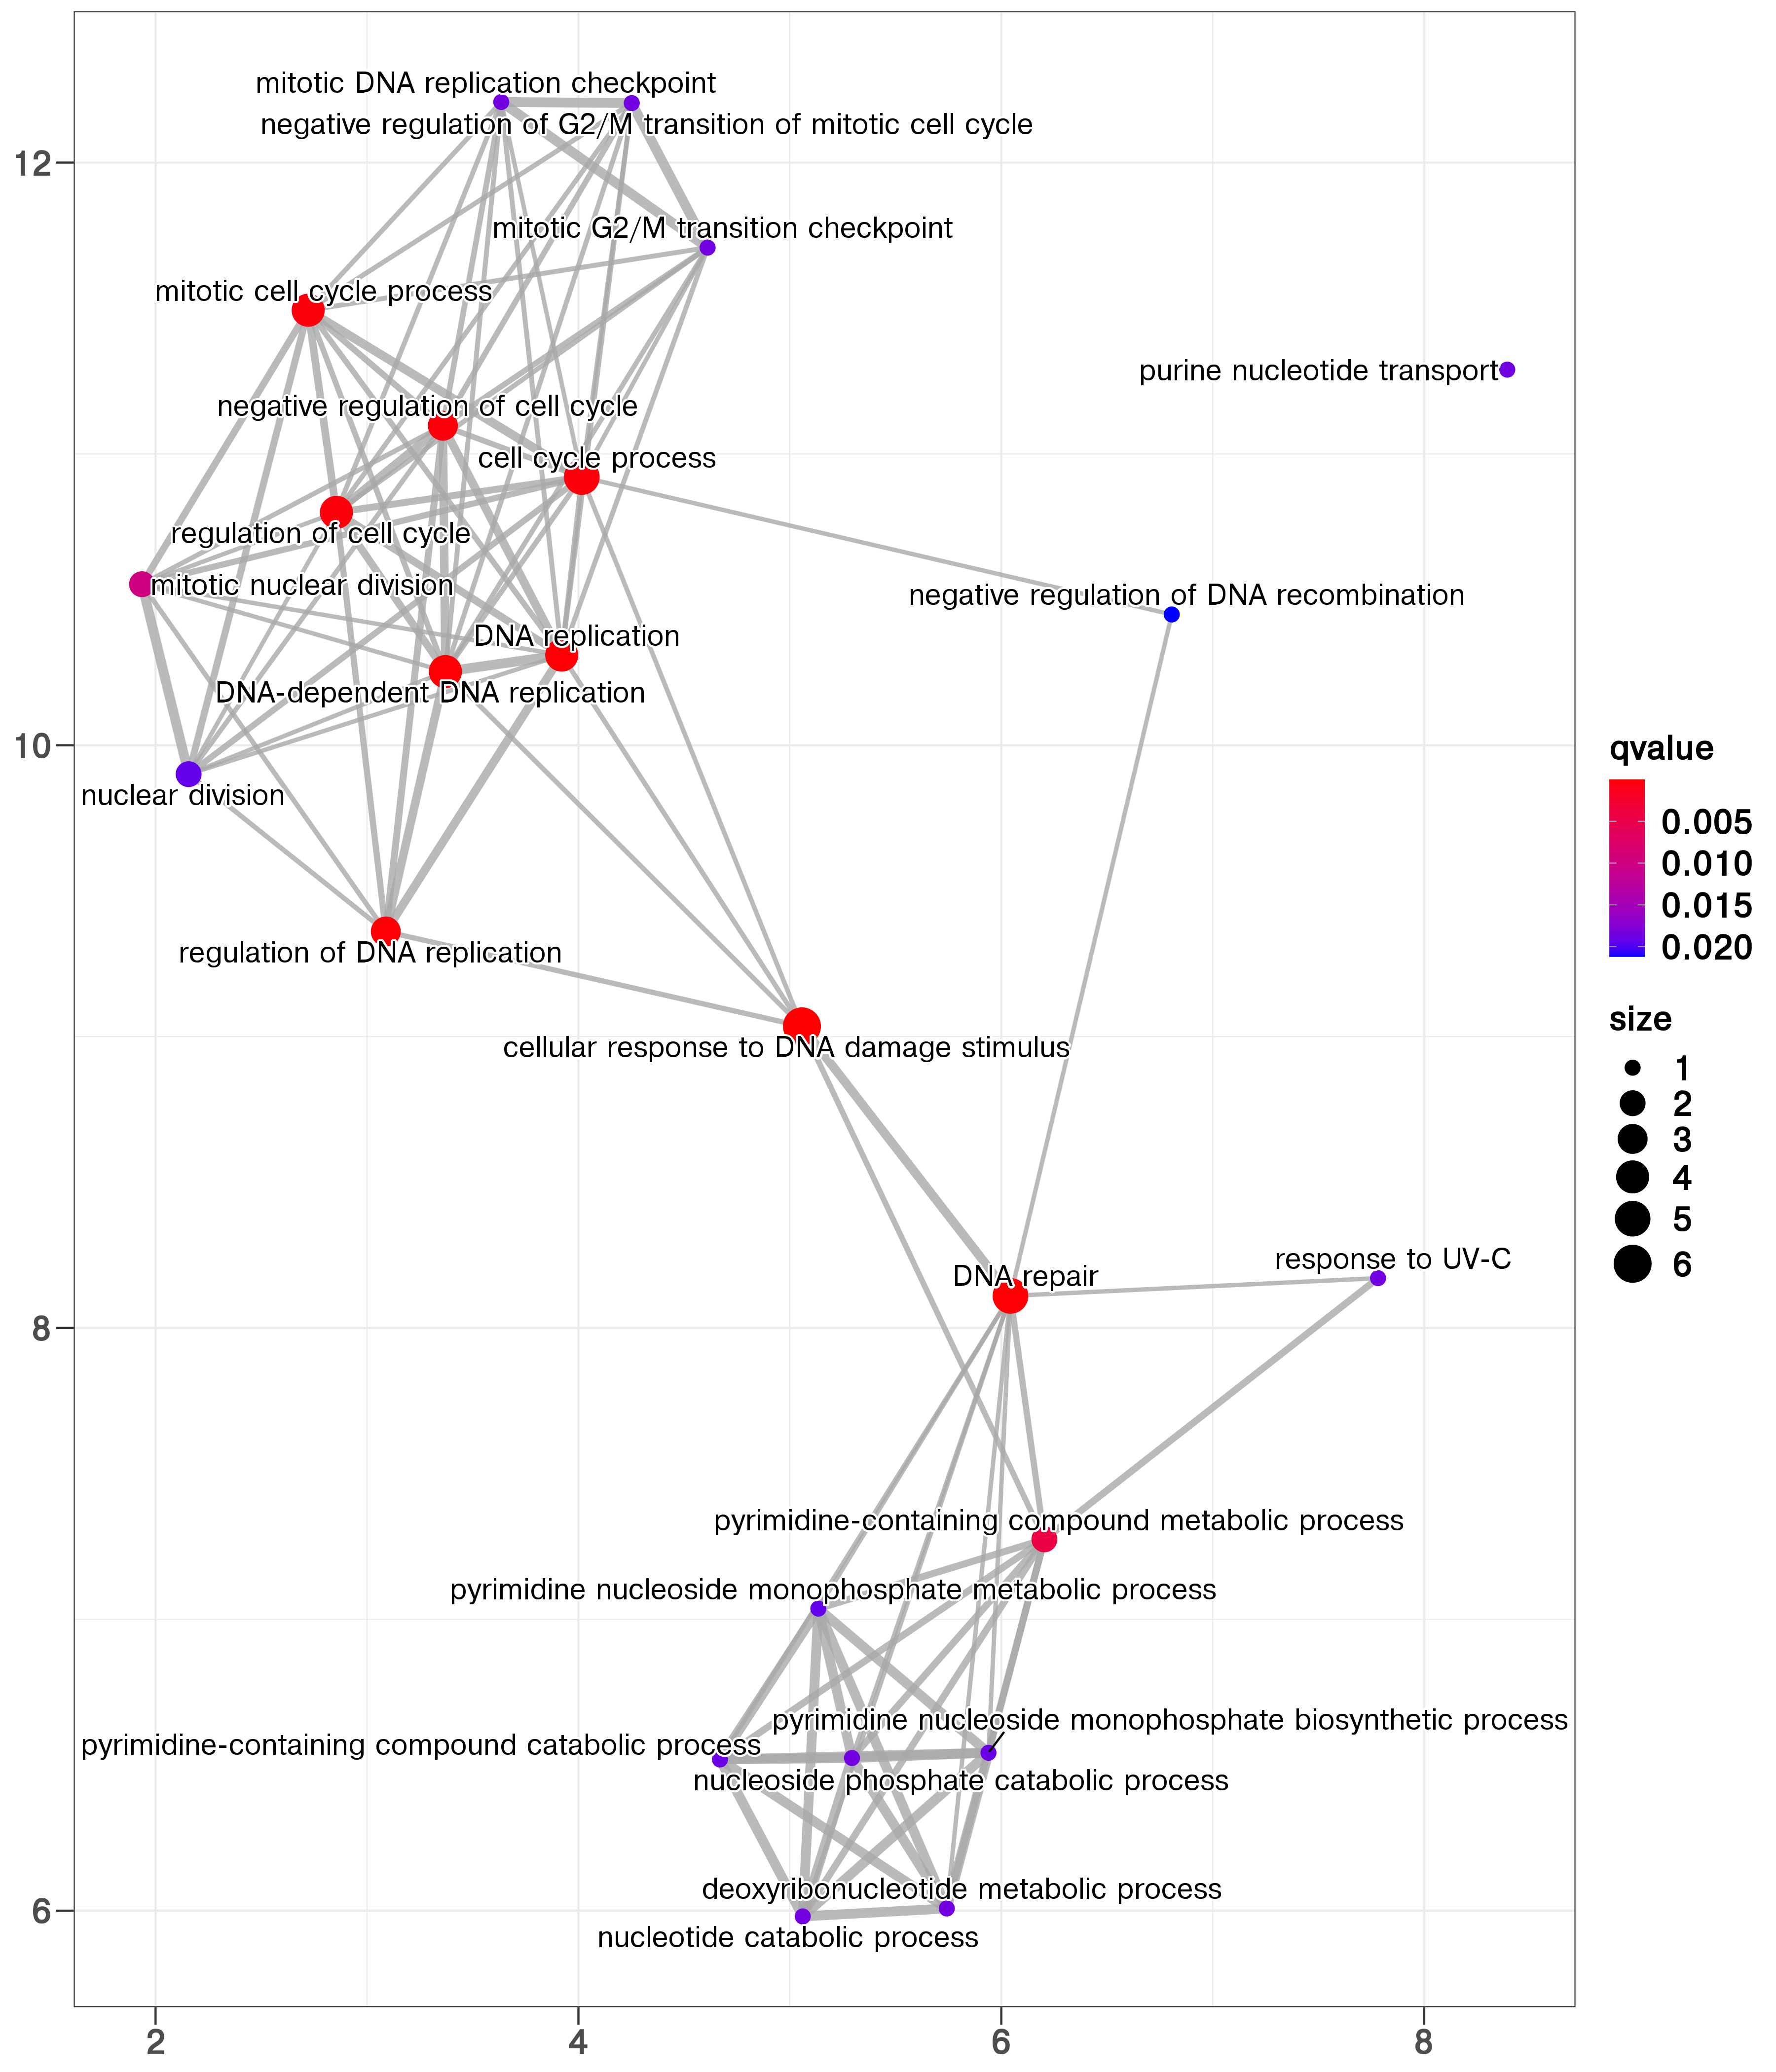 mitotic DNA replication checkpoint
negative regulation of G2/M transition of mitotic cell cycle
12
mitotic G2/M transition checkpoint
mitotic cell cycle process
purine nucleotide transport
negative regulation of cell cycle
cell cycle process
regulation of cell cycle
mitotic nuclear division
negative regulation of DNA recombination
DNA replication
DNA-dependent DNA replication
10
nuclear division
regulation of DNA replication
cellular response to DNA damage stimulus
response to UV-C
DNA repair
8
pyrimidine-containing compound metabolic process
pyrimidine nucleoside monophosphate metabolic process
pyrimidine nucleoside monophosphate biosynthetic process
pyrimidine-containing compound catabolic process
nucleoside phosphate catabolic process
deoxyribonucleotide metabolic process
6
nucleotide catabolic process
2 4 6 8
qvalue
0.005
0.010
0.015
0.020
size
1
2
3
4
5
6